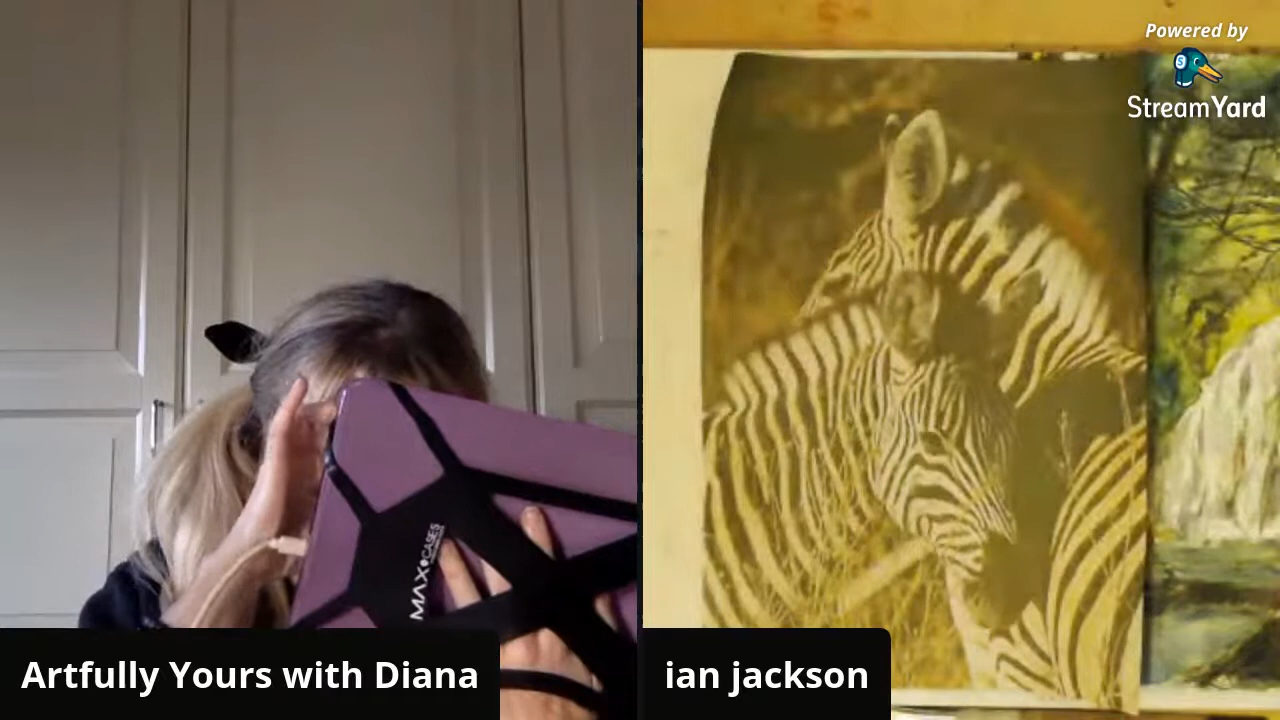 Powered by
StreamYard
MAX CASES
Artfully Yours with Diana
ian jackson